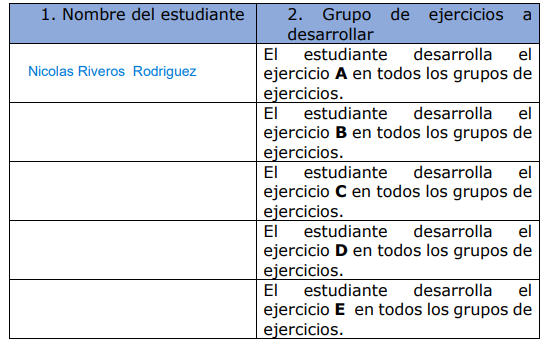 1. Nombre del estudiante
2. Grupo de ejercicios a
desarrollar
Nicolas Riveros Rodriguez
El estudiante desarrolla el
ejercicio A en todos los grupos de
ejercicios.
El estudiante desarrolla el
ejercicio B en todos los grupos de
ejercicios.
El estudiante desarrolla el
ejercicio C en todos los grupos de
ejercicios.
El estudiante desarrolla el
ejercicio D en todos los grupos de
ejercicios.
El estudiante desarrolla el
ejercicio E en todos los grupos de
ejercicios.